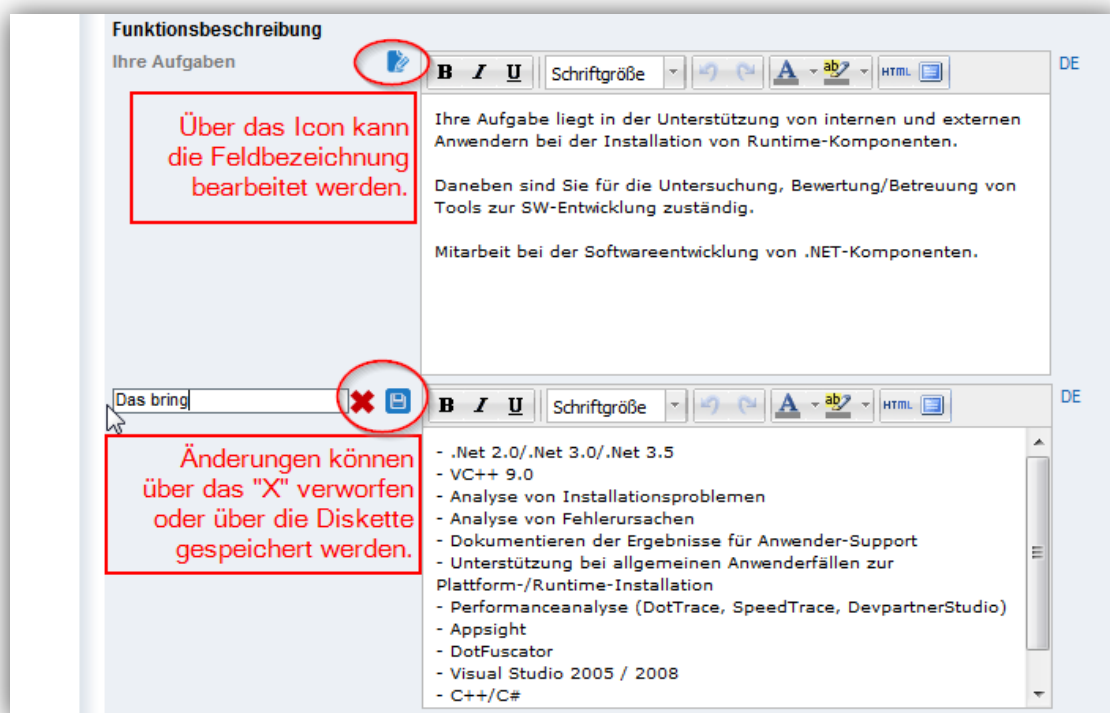 Funktionsbeschreibung
Ihre Aufgaben
B I U Schriftgröße A ab HTML
DE
Über das Icon kann
die Feldbezeichnung
bearbeitet werden.
Ihre Aufgabe liegt in der Unterstützung von internen und externen
Anwendern bei der Installation von Runtime-Komponenten.
Daneben sind Sie für die Untersuchung, Bewertung/Betreuung von
Tools zur SW-Entwicklung zuständig.
Mitarbeit bei der Softwareentwicklung von .NET-Komponenten.
Das bring
B I U Schriftgröße A ab HTML
DE
Änderungen können
über das "X" verworfen
oder über die Diskette
gespeichert werden.
- .Net 2.0/.Net 3.0/.Net 3.5
- VC++ 9.0
- Analyse von Installationsproblemen
- Analyse von Fehlerursachen
- Dokumentieren der Ergebnisse für Anwender-Support
- Unterstützung bei allgemeinen Anwenderfällen zur
Plattform-/Runtime-Installation
- Performanceanalyse (DotTrace, SpeedTrace, DevpartnerStudio)
- Appsight
- DotFuscator
- Visual Studio 2005 / 2008
- C++/C#